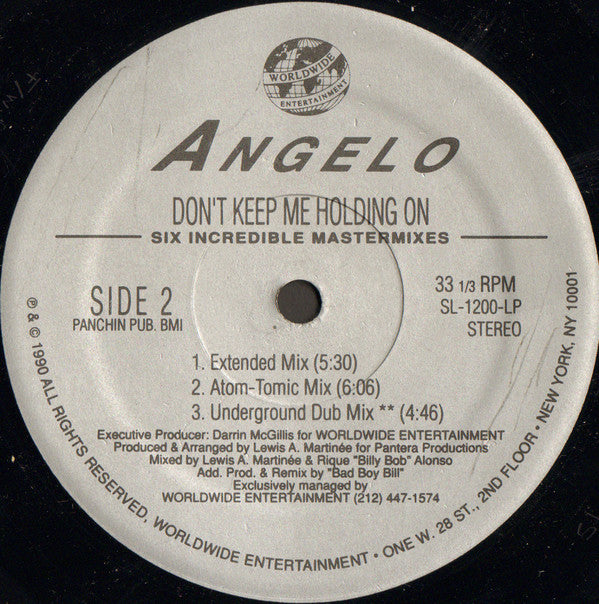 WORLDWIDE
ENTERTAINMENT
ANGELO
DON'T KEEP ME HOLDING ON
SIX INCREDIBLE MASTERMIXES
SIDE 2
PANCHIN PUB. BMI
33 1/3 RPM
SL-1200-LP
STEREO
1. Extended Mix (5:30)
2. Atom-Tomic Mix (6:06)
3. Underground Dub Mix ** (4:46)
Executive Producer: Darrin McGillis for WORLDWIDE ENTERTAINMENT
Produced & Arranged by Lewis A. Martinée for Pantera Productions
Mixed by Lewis A. Martinée & Rique "Billy Bob" Alonso
Add. Prod. & Remix by "Bad Boy Bill"
Exclusively managed by
WORLDWIDE ENTERTAINMENT (212) 447-1574
℗ & © 1990 ALL RIGHTS RESERVED, WORLDWIDE ENTERTAINMENT • ONE W. 28 ST., 2ND FLOOR • NEW YORK, NY 10001